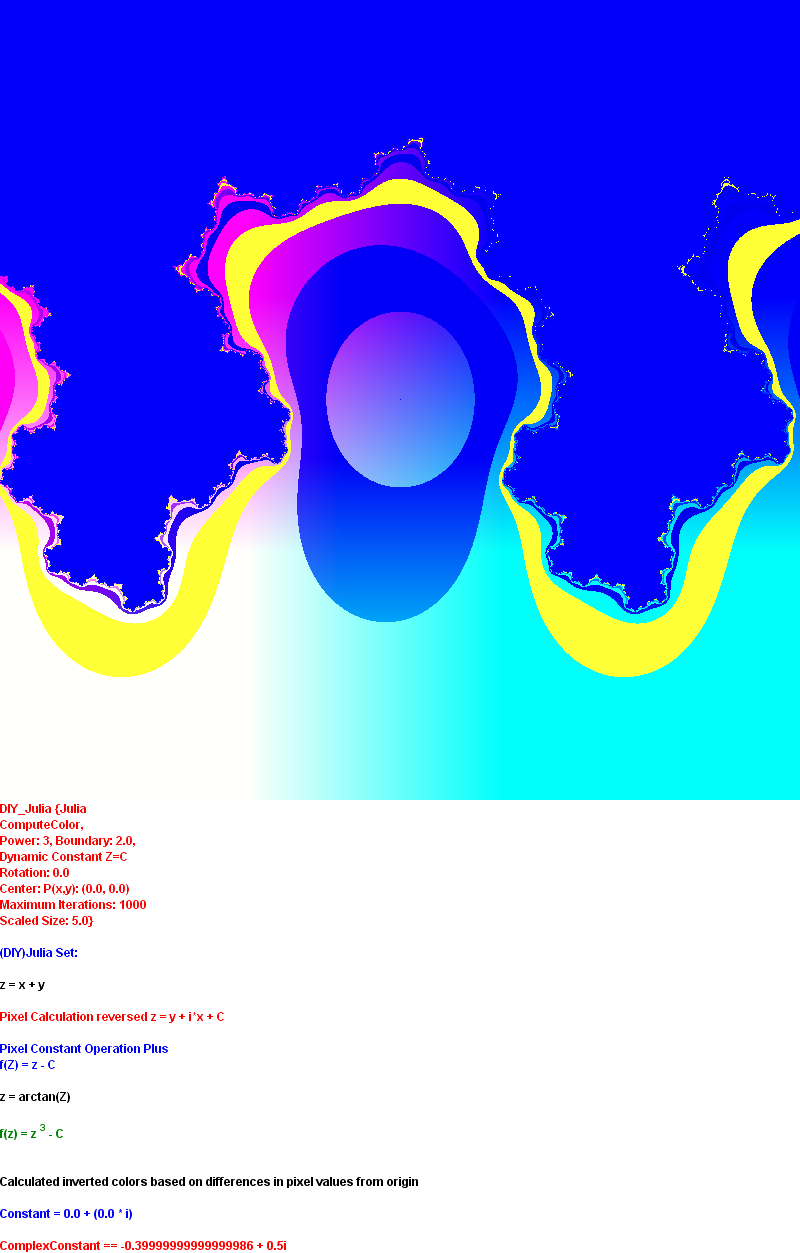 DIY_Julia {Julia
ComputeColor,
Power: 3, Boundary: 2.0,
Dynamic Constant Z=C
Rotation: 0.0
Center: P(x,y): (0.0, 0.0)
Maximum Iterations: 1000
Scaled Size: 5.0}
(DIY)Julia Set:
z = x + y
Pixel Calculation reversed z = y + i*x + C
Pixel Constant Operation Plus
f(Z) = z - C
z = arctan(Z)
f(z) = z ³ - C
Calculated inverted colors based on differences in pixel values from origin
Constant = 0.0 + (0.0 * i)
ComplexConstant == -0.39999999999999986 + 0.5i